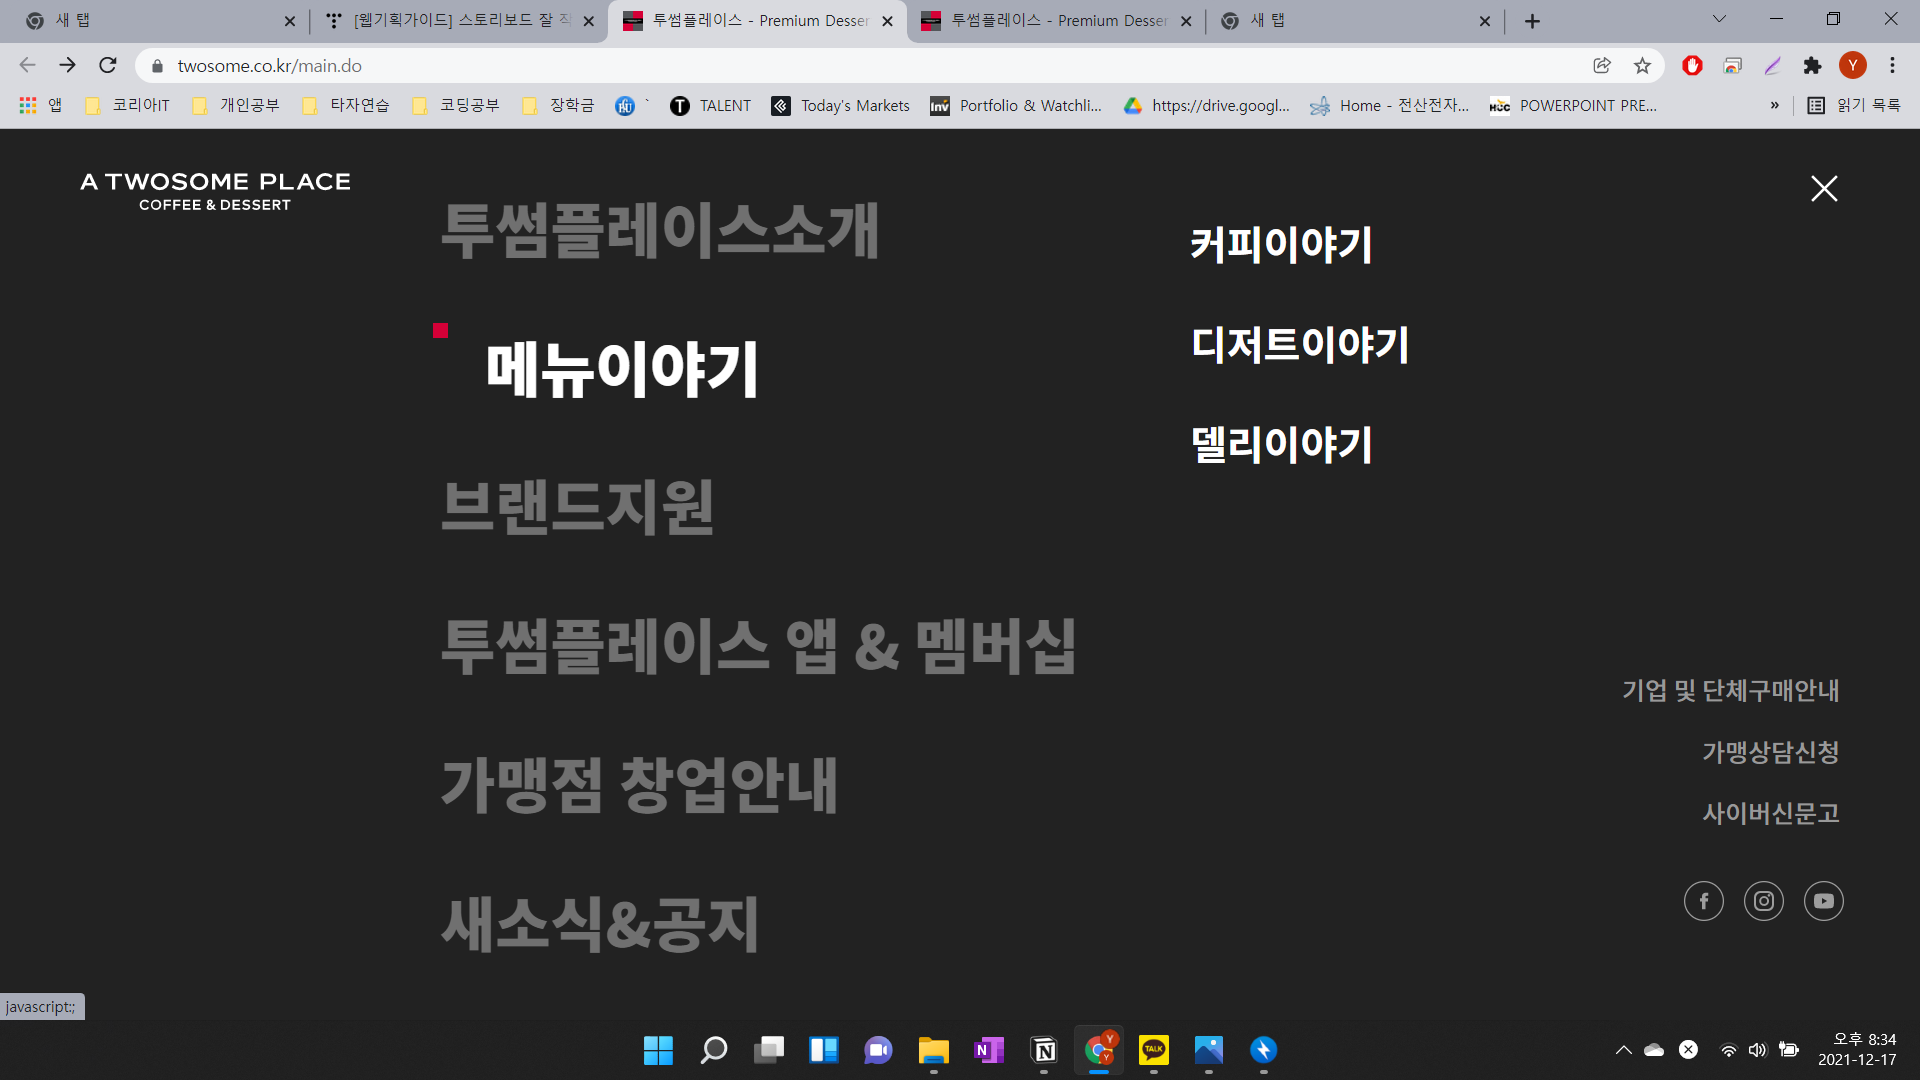 새 탭
[웹기획가이드] 스토리보드 잘 작
투썸플레이스 - Premium Desser
투썸플레이스 - Premium Desser
새 탭
twosome.co.kr/main.do
Y
앱
코리아IT
개인공부
타자연습
코딩공부
장학금
`
TALENT
Today's Markets
Inv
Portfolio & Watchli...
https://drive.googl...
Home - 전산전자...
POWERPOINT PRE...
»
읽기 목록
A TWOSOME PLACE
COFFEE & DESSERT
투썸플레이스소개
메뉴이야기
브랜드지원
투썸플레이스 앱 & 멤버십
가맹점 창업안내
새소식&공지
커피이야기
디저트이야기
델리이야기
기업 및 단체구매안내
가맹상담신청
사이버신문고
javascript:;
TALK
오후 8:34
2021-12-17